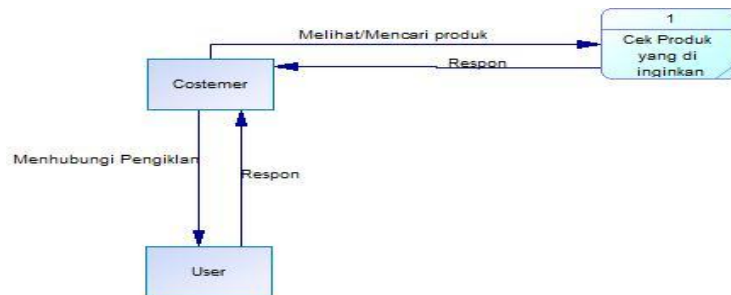 1
Melihat/Mencari produk
Cek Produk
yang di
inginkan
Respon
Costemer
Menhubungi Pengiklan
Respon
User